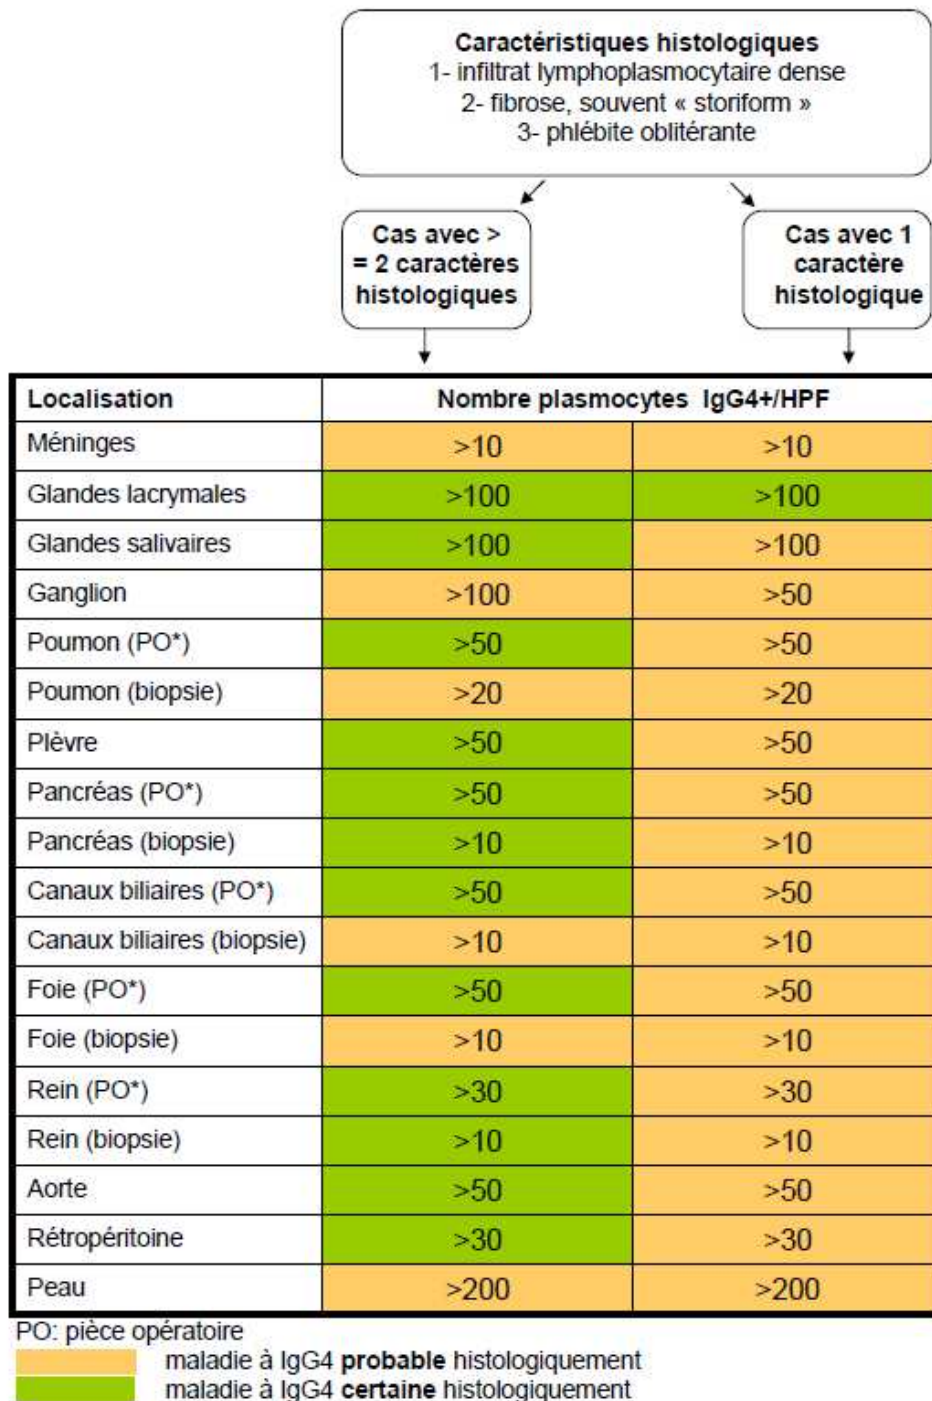 Caractéristiques histologiques
1- infiltrat lymphoplasmocytaire dense
2- fibrose, souvent « storiform »
3- phlébite oblitérante
Cas avec >
= 2 caractères
histologiques
Cas avec 1
caractère
histologique
Localisation Nombre plasmocytes IgG4+/HPF
Méninges >10 >10
Glandes lacrymales >100 >100
Glandes salivaires >100 >100
Ganglion >100 >50
Poumon (PO*) >50 >50
Poumon (biopsie) >20 >20
Plèvre >50 >50
Pancréas (PO*) >50 >50
Pancréas (biopsie) >10 >10
Canaux biliaires (PO*) >50 >50
Canaux biliaires (biopsie) >10 >10
Foie (PO*) >50 >50
Foie (biopsie) >10 >10
Rein (PO*) >30 >30
Rein (biopsie) >10 >10
Aorte >50 >50
Rétropéritoine >30 >30
Peau >200 >200
PO: pièce opératoire
maladie à IgG4 probable histologiquement
maladie à IgG4 certaine histologiquement